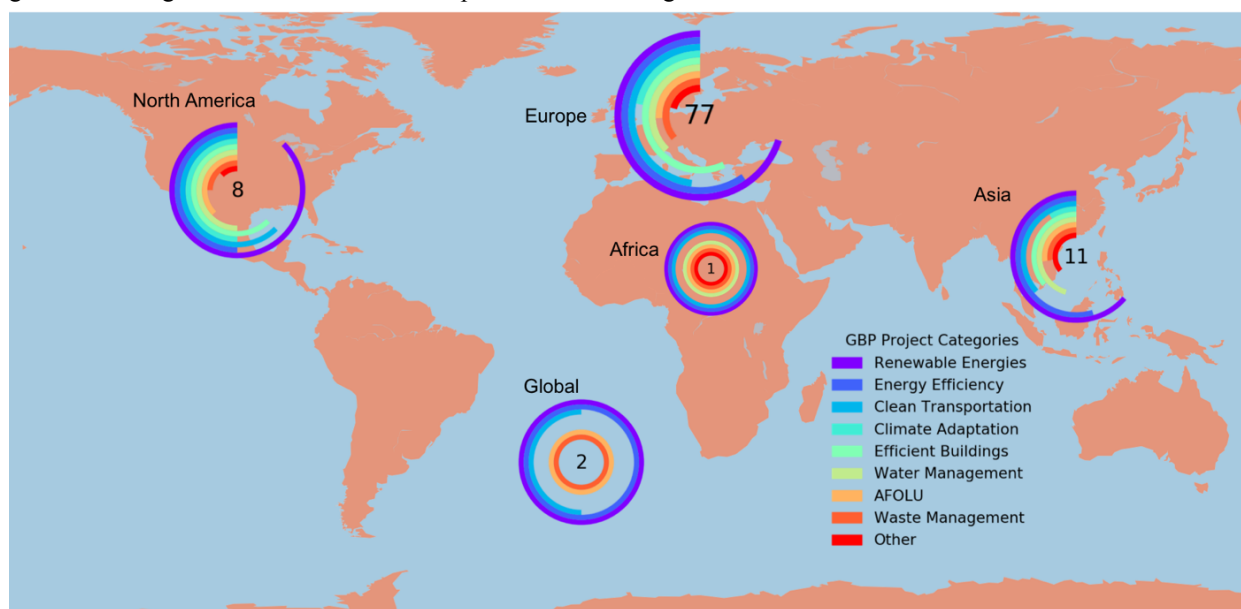 North America
Europe
77
8
Asia
Africa
1
11
GBP Project Categories
Renewable Energies
Energy Efficiency
Clean Transportation
Climate Adaptation
Efficient Buildings
Water Management
AFOLU
Waste Management
Other
Global
2